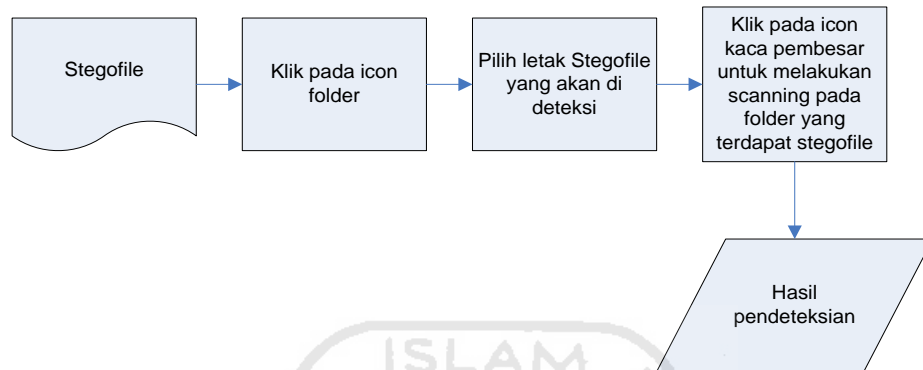 Stegofile
Klik pada icon
folder
Pilih letak Stegofile
yang akan di
deteksi
Klik pada icon
kaca pembesar
untuk melakukan
scanning pada
folder yang
terdapat stegofile
Hasil
pendeteksian
ISLAM